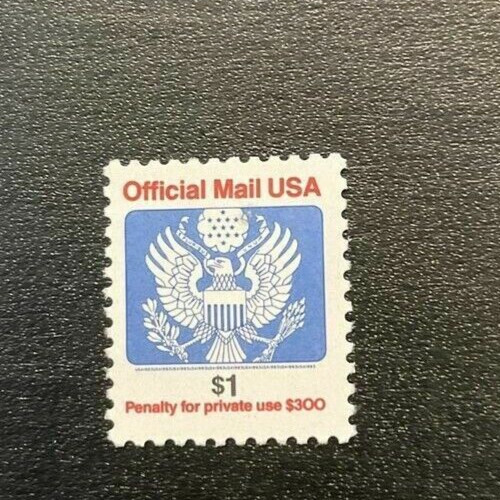 Official Mail USA
$1
Penalty for private use $300